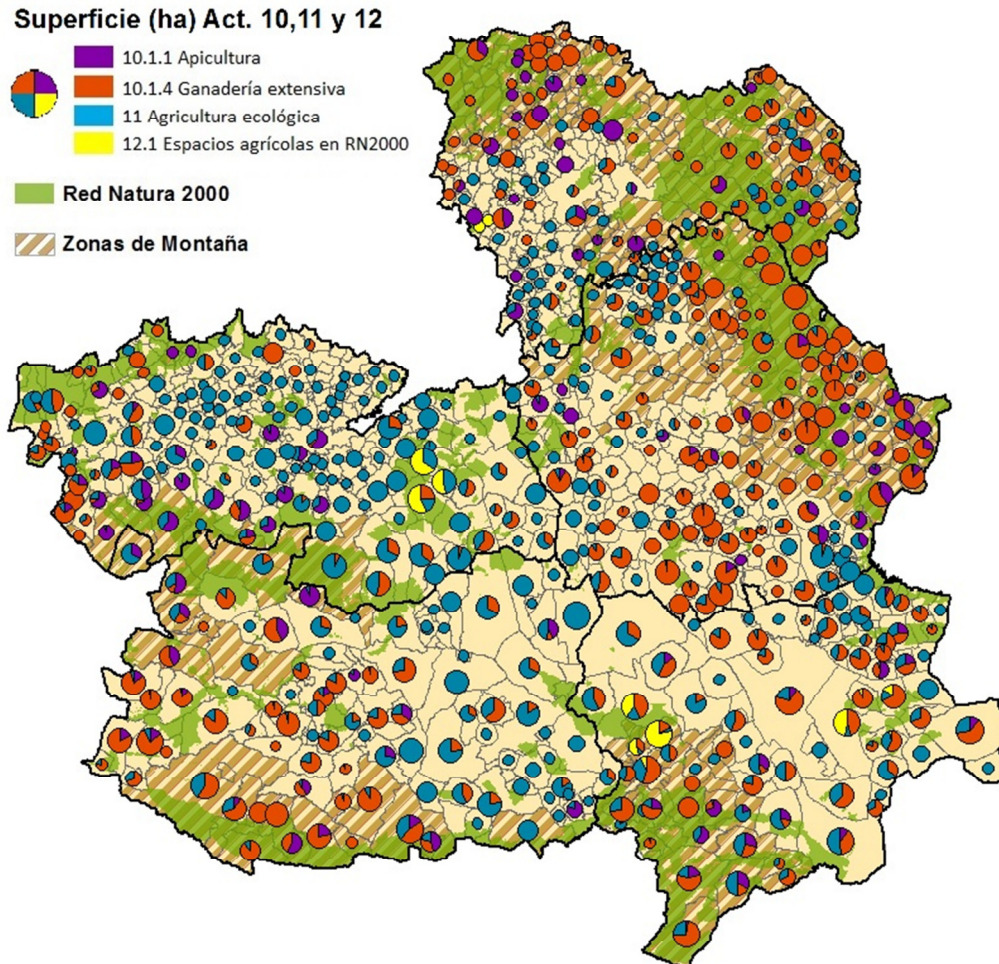 Superficie (ha) Act. 10,11 y 12
10.1.1 Apicultura
10.1.4 Ganadería extensiva
11 Agricultura ecológica
12.1 Espacios agrícolas en RN2000
Red Natura 2000
Zonas de Montaña